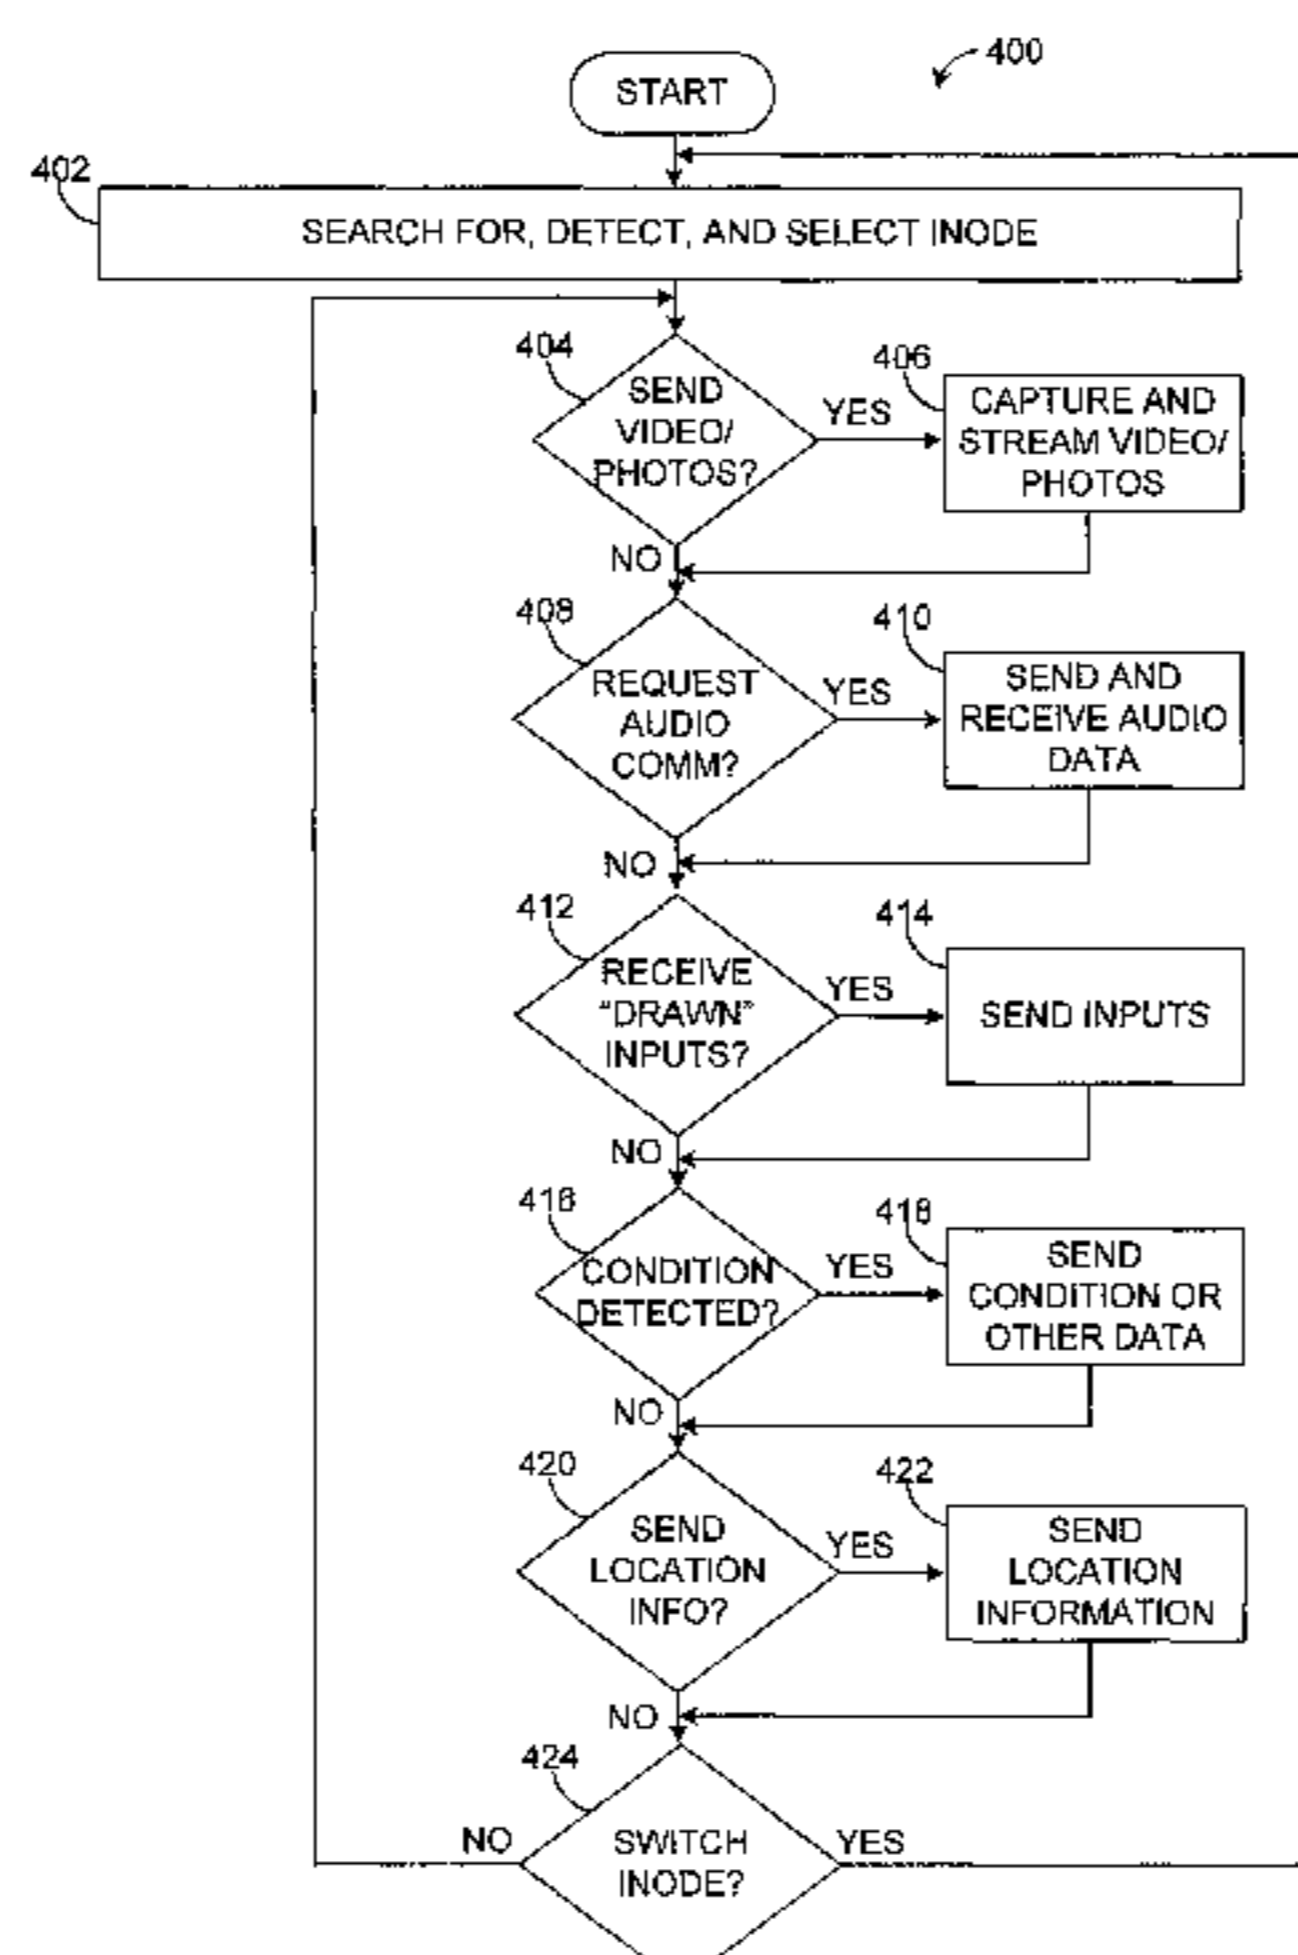 400
START
402
SEARCH FOR, DETECT, AND SELECT INODE
404
SEND
VIDEO/
PHOTOS?
YES
NO
406
CAPTURE AND
STREAM VIDEO/
PHOTOS
408
REQUEST
AUDIO
COMM?
YES
NO
410
SEND AND
RECEIVE AUDIO
DATA
412
RECEIVE
"DRAWN"
INPUTS?
YES
NO
414
SEND INPUTS
416
CONDITION
DETECTED?
YES
NO
418
SEND
CONDITION OR
OTHER DATA
420
SEND
LOCATION
INFO?
YES
NO
422
SEND
LOCATION
INFORMATION
424
SWITCH
INODE?
NO
YES